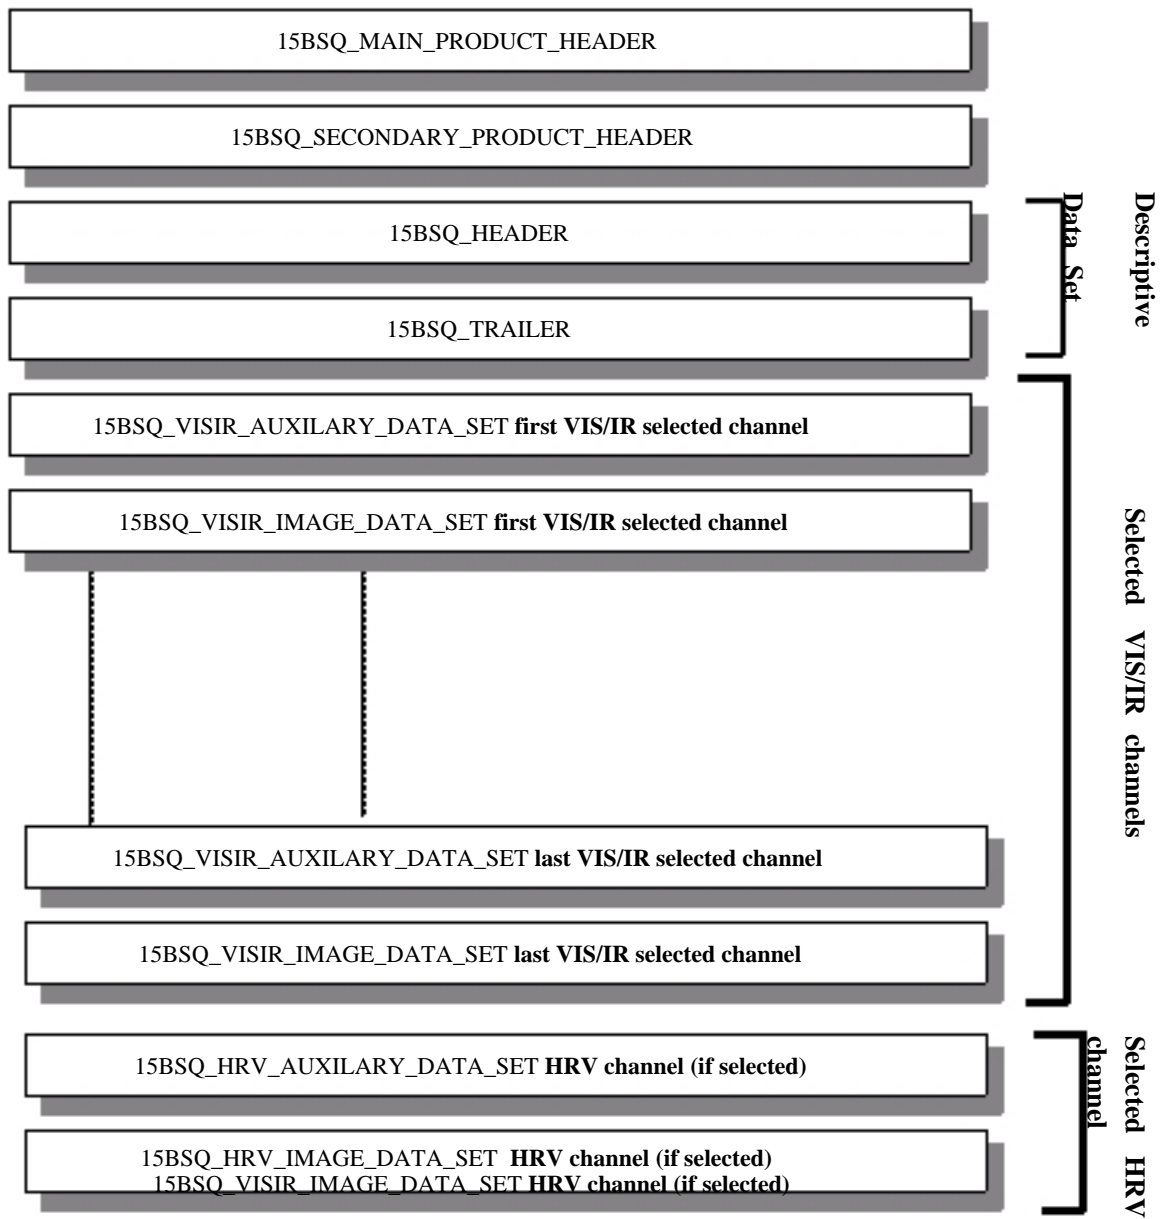 15BSQ_MAIN_PRODUCT_HEADER
15BSQ_SECONDARY_PRODUCT_HEADER
15BSQ_HEADER
15BSQ_TRAILER
Descriptive
Data Set
15BSQ_VISIR_AUXILARY_DATA_SET first VIS/IR selected channel
15BSQ_VISIR_IMAGE_DATA_SET first VIS/IR selected channel
Selected VIS/IR channels
15BSQ_VISIR_AUXILARY_DATA_SET last VIS/IR selected channel
15BSQ_VISIR_IMAGE_DATA_SET last VIS/IR selected channel
15BSQ_HRV_AUXILARY_DATA_SET HRV channel (if selected)
15BSQ_HRV_IMAGE_DATA_SET HRV channel (if selected)
15BSQ_VISIR_IMAGE_DATA_SET HRV channel (if selected)
Selected HRV
channel